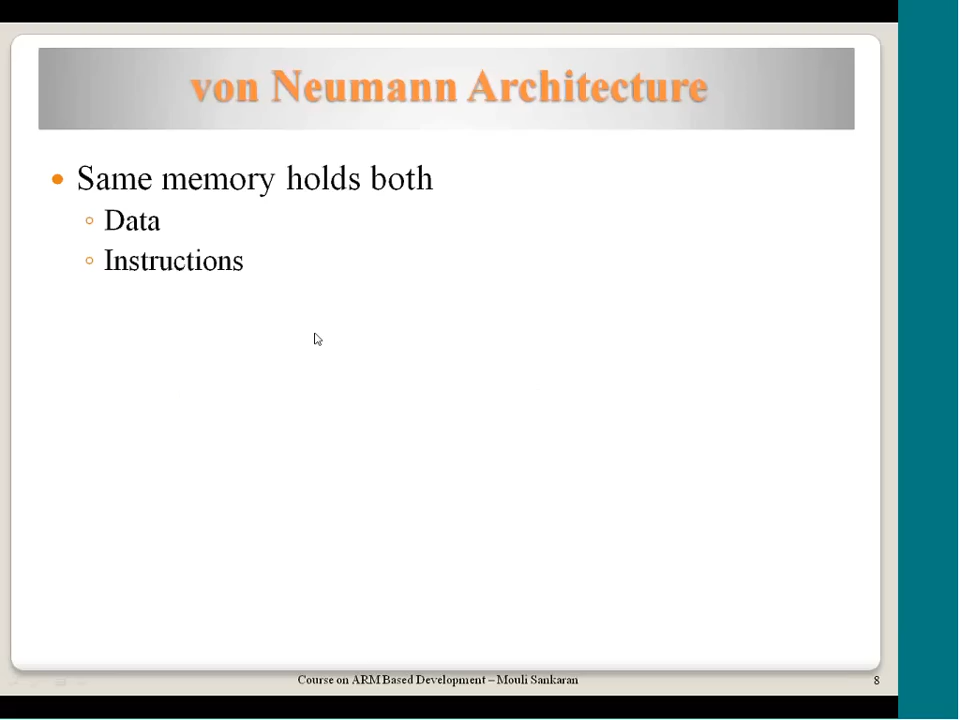 von Neumann Architecture
Same memory holds both
Data
Instructions
Course on ARM Based Development – Mouli Sankaran
8